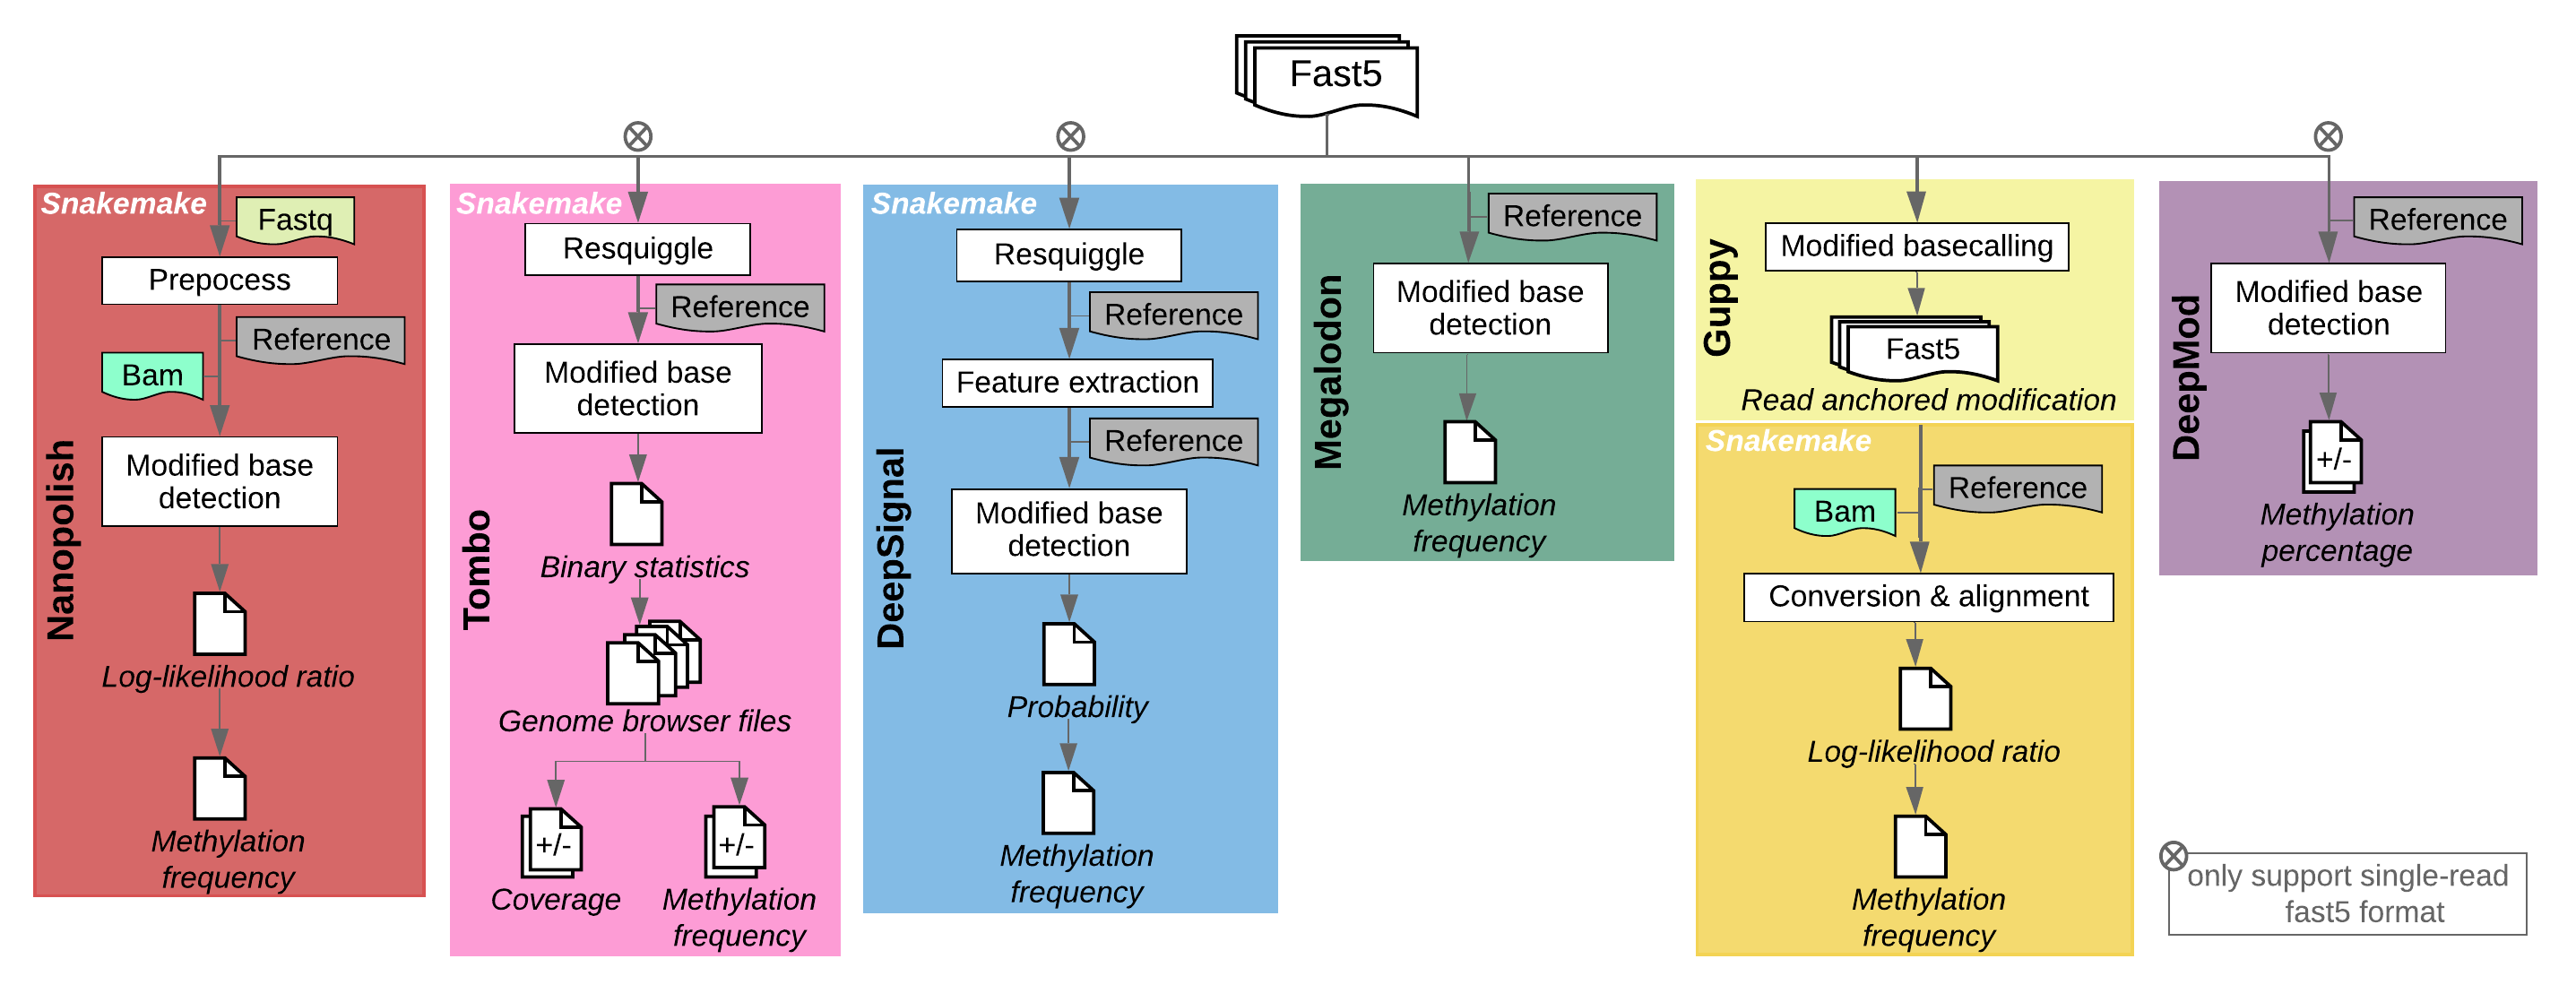 Fast5
Snakemake
Fastq
Prepocess
Reference
Bam
Modified base
detection
Log-likelihood ratio
Methylation
frequency
Nanopolish
Snakemake
Resquiggle
Reference
Modified base
detection
Binary statistics
Genome browser files
+/-
Coverage
+/-
Methylation
frequency
Tombo
Snakemake
Resquiggle
Reference
Feature extraction
Reference
Modified base
detection
Probability
Methylation
frequency
DeepSignal
Reference
Modified base
detection
Methylation
frequency
Megalodon
Modified basecalling
Fast5
Read anchored modification
Guppy
Snakemake
Reference
Bam
Conversion & alignment
Log-likelihood ratio
Methylation
frequency
Reference
Modified base
detection
+/-
Methylation
percentage
DeepMod
only support single-read
fast5 format